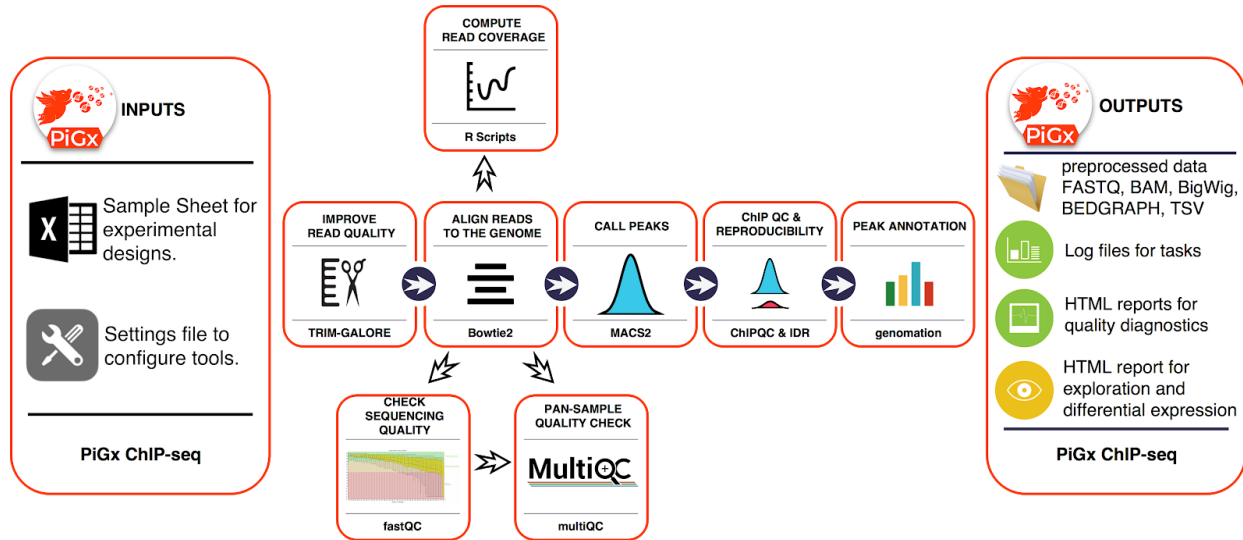 PiGx
INPUTS
X
Sample Sheet for
experimental
designs.
Settings file to
configure tools.
PiGx ChIP-seq
COMPUTE
READ COVERAGE
R Scripts
IMPROVE
READ QUALITY
TRIM-GALORE
ALIGN READS
TO THE GENOME
Bowtie2
CALL PEAKS
MACS2
ChIP QC &
REPRODUCIBILITY
ChIPQC & IDR
PEAK ANNOTATION
genomation
CHECK
SEQUENCING
QUALITY
fastQC
PAN-SAMPLE
QUALITY CHECK
MultiQC
multiQC
PiGx
OUTPUTS
preprocessed data
FASTQ, BAM, BigWig,
BEDGRAPH, TSV
Log files for tasks
HTML reports for
quality diagnostics
HTML report for
exploration and
differential expression
PiGx ChIP-seq